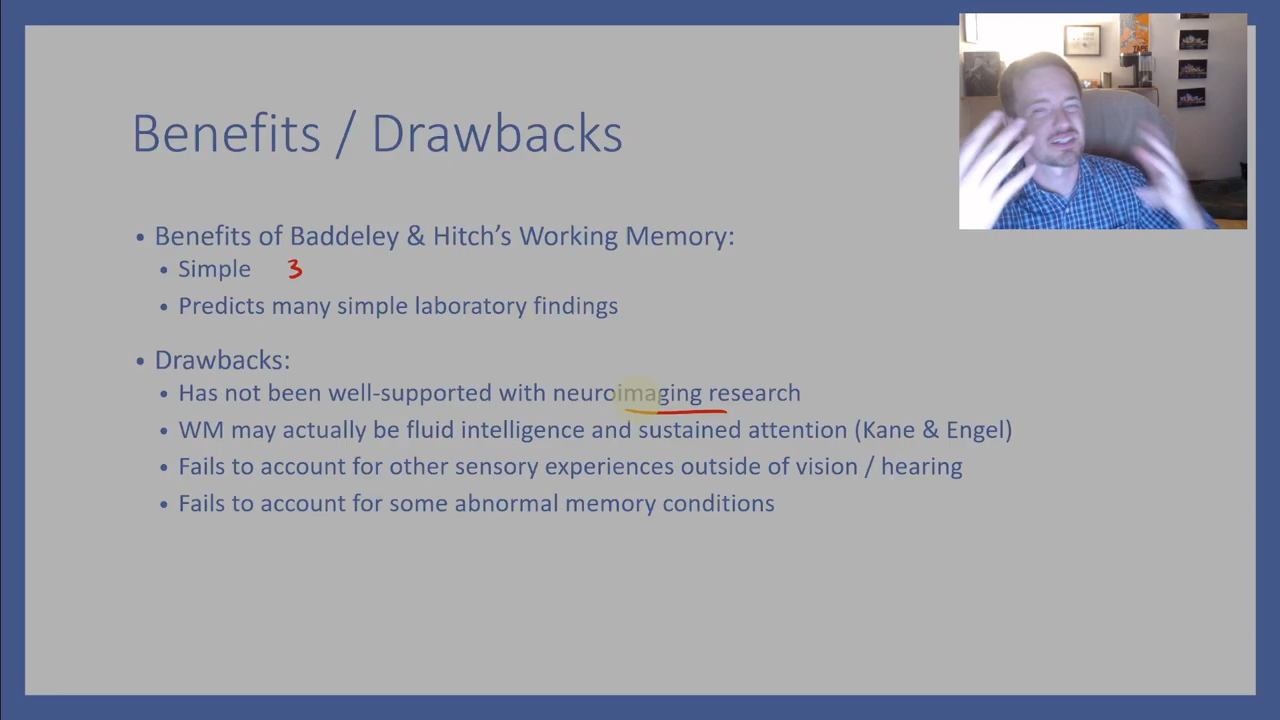 Benefits / Drawbacks
• Benefits of Baddeley & Hitch's Working Memory:
• Simple 3
• Predicts many simple laboratory findings
• Drawbacks:
• Has not been well-supported with neuroimaging research
• WM may actually be fluid intelligence and sustained attention (Kane & Engel)
• Fails to account for other sensory experiences outside of vision / hearing
• Fails to account for some abnormal memory conditions